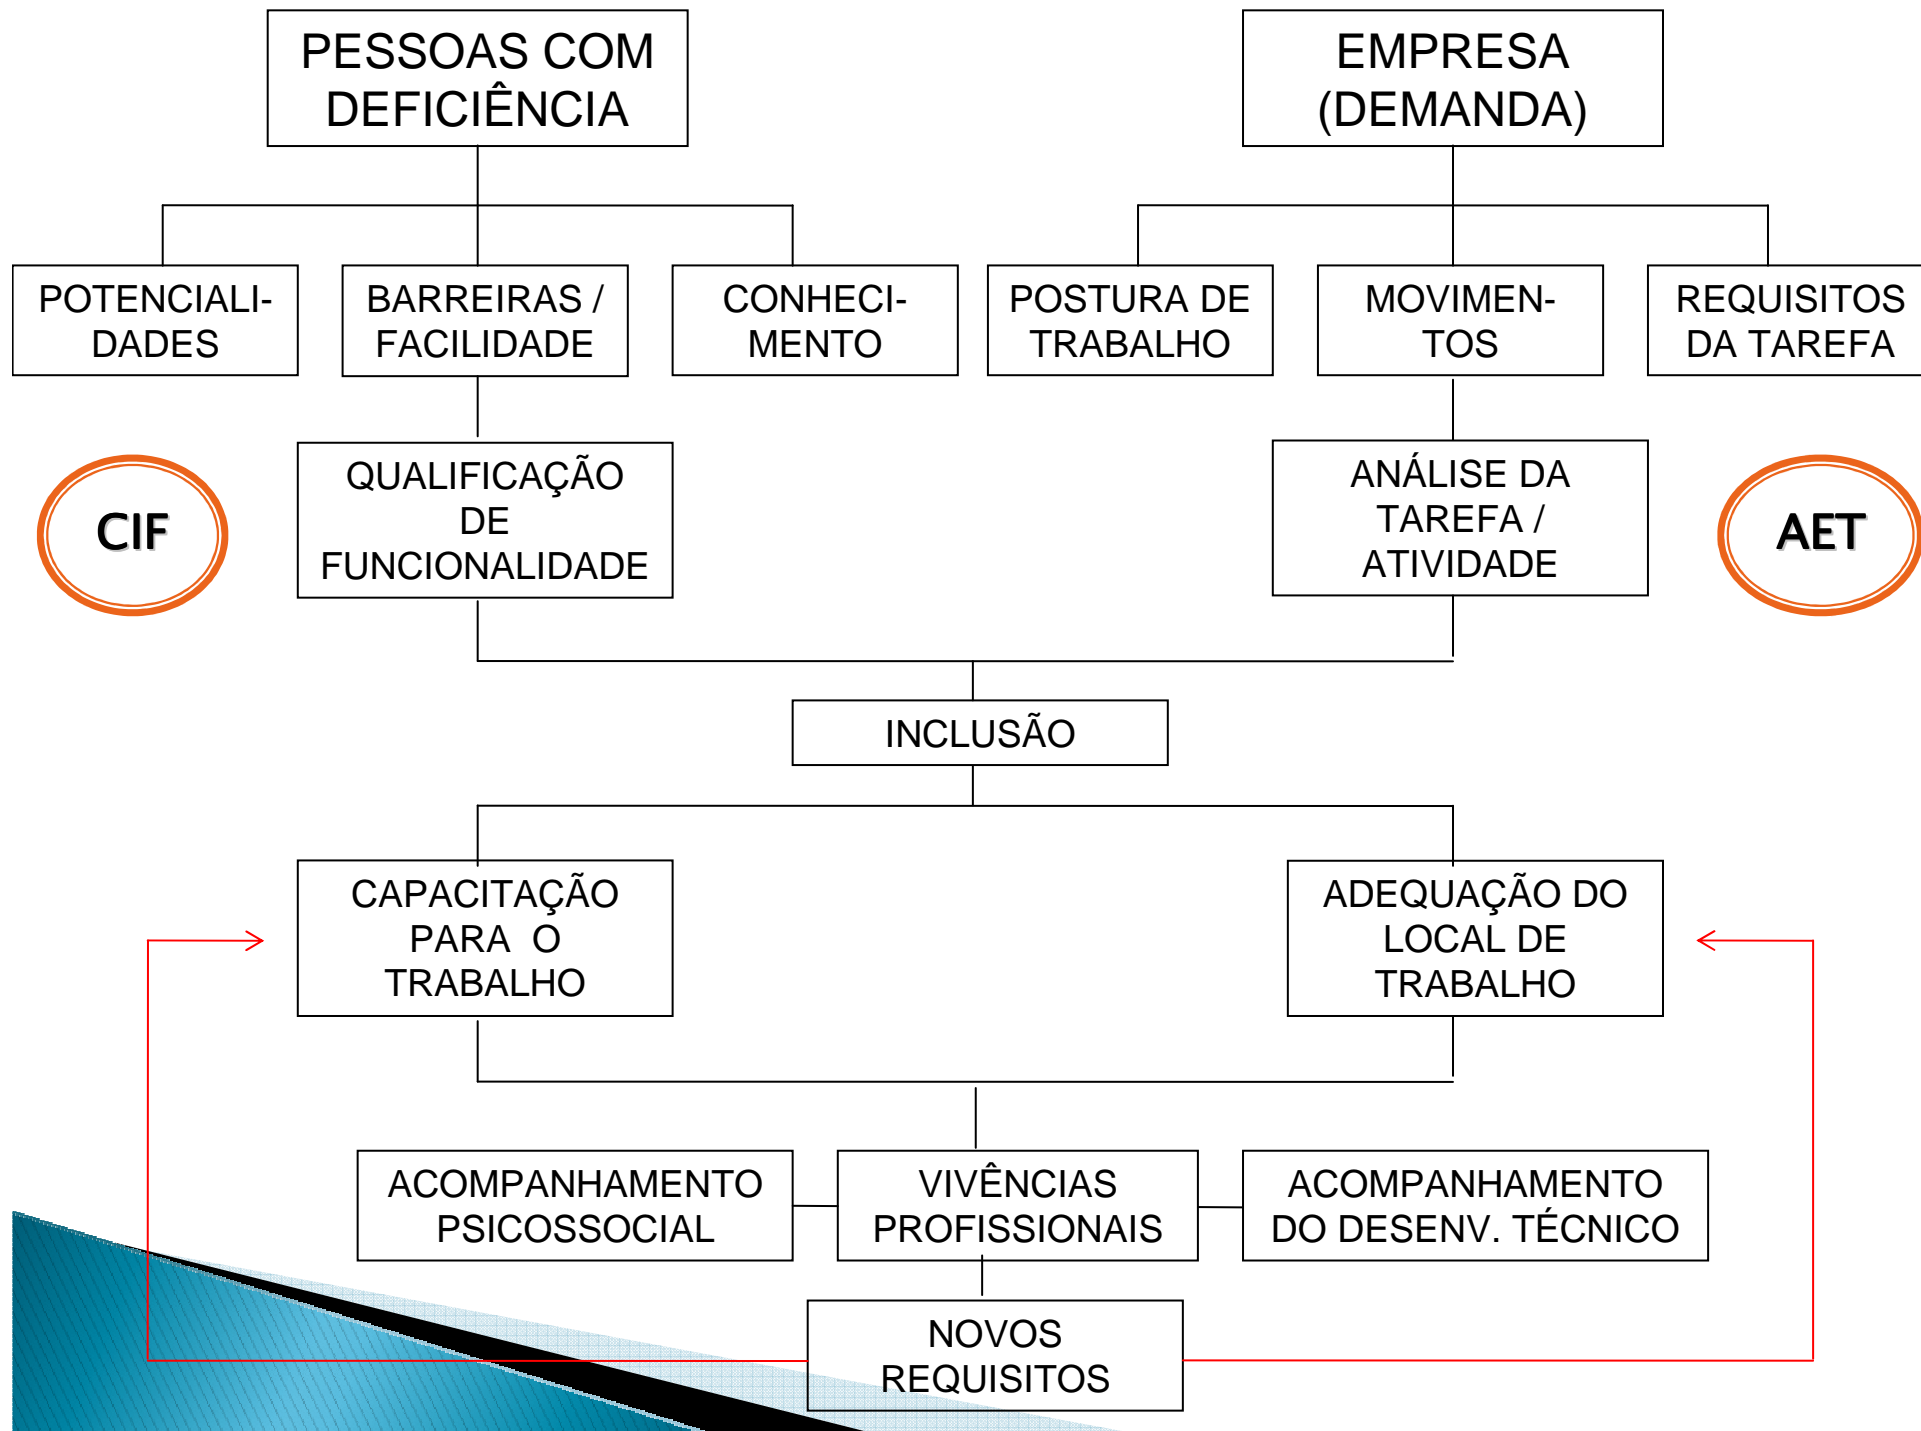 PESSOAS COM
DEFICIÊNCIA
EMPRESA
(DEMANDA)
POTENCIALI-
DADES
BARREIRAS /
FACILIDADE
CONHECI-
MENTO
POSTURA DE
TRABALHO
MOVIMEN-
TOS
REQUISITOS
DA TAREFA
CIF
QUALIFICAÇÃO
DE
FUNCIONALIDADE
ANÁLISE DA
TAREFA /
ATIVIDADE
AET
INCLUSÃO
CAPACITAÇÃO
PARA  O
TRABALHO
ADEQUAÇÃO DO
LOCAL DE
TRABALHO
ACOMPANHAMENTO
PSICOSSOCIAL
VIVÊNCIAS
PROFISSIONAIS
ACOMPANHAMENTO
DO DESENV. TÉCNICO
NOVOS
REQUISITOS